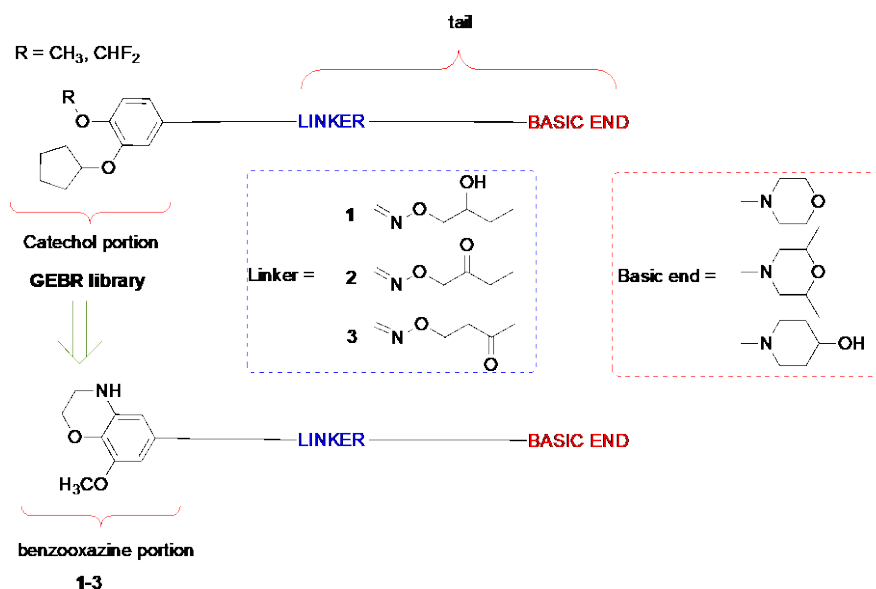 tail
R = CH3, CHF2
R
O
O
LINKER
BASIC END
Catechol portion
GEBR library
Linker =
1
N
O
OH
2
N
O
O
3
N
O
O
Basic end =
N
O
N
O
N
OH
NH
O
H3CO
LINKER
BASIC END
benzooxazine portion
1-3